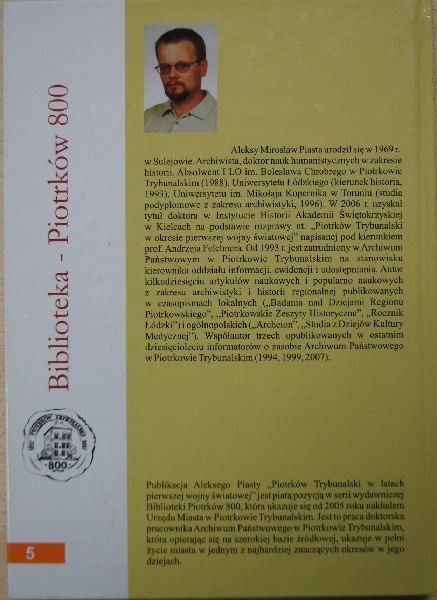 Aleksy Mirosław Piasta urodził się w 1969 r.
w Sulejowie. Archiwista, doktor nauk humanistycznych w zakresie
historii. Absolwent I LO im. Bolesława Chrobrego w Piotrkowie
Trybunalskim (1988), Uniwersytetu Łódzkiego (kierunek historia,
1993), Uniwersytetu im. Mikołaja Kopernika w Toruniu (studia
podyplomowe z zakresu archiwistyki, 1996). W 2006 r. uzyskał
tytuł doktora w Instytucie Historii Akademii Świętokrzyskiej
w Kielcach na podstawie rozprawy nt. „Piotrków Trybunalski
w okresie pierwszej wojny światowej” napisanej pod kierunkiem
prof. Andrzeja Felchnera. Od 1993 r. jest zatrudniony w Archiwum
Państwowym w Piotrkowie Trybunalskim na stanowisku
kierownika oddziału informacji, ewidencji i udostępniania. Autor
kilkudziesięciu artykułów naukowych i popularno naukowych
z zakresu archiwistyki i historii regionalnej publikowanych
w czasopismach lokalnych („Badania nad Dziejami Regionu
Piotrkowskiego”, „Piotrkowskie Zeszyty Historyczne”, „Rocznik
Łódzki”) i ogólnopolskich („Archeion”, „Studia z Dziejów Kultury
Medycznej”). Współautor trzech opublikowanych w ostatnim
dziesięcioleciu informatorów o zasobie Archiwum Państwowego
w Piotrkowie Trybunalskim (1994, 1999, 2007).
Biblioteka - Piotrków 800
PIOTRKÓW TRYBUNALSKI
800
Publikacja Aleksego Piasty „Piotrków Trybunalski w latach
pierwszej wojny światowej” jest piątą pozycją w serii wydawniczej
Biblioteki Piotrków 800, która ukazuje się od 2005 roku nakładem
Urzędu Miasta w Piotrkowie Trybunalskim. Jest to praca doktorska
pracownika Archiwum Państwowego w Piotrkowie Trybunalskim,
która opierając się na szerokiej bazie źródłowej, ukazuje w pełni
życie miasta w jednym z najbardziej znaczących okresów w jego
dziejach.
5